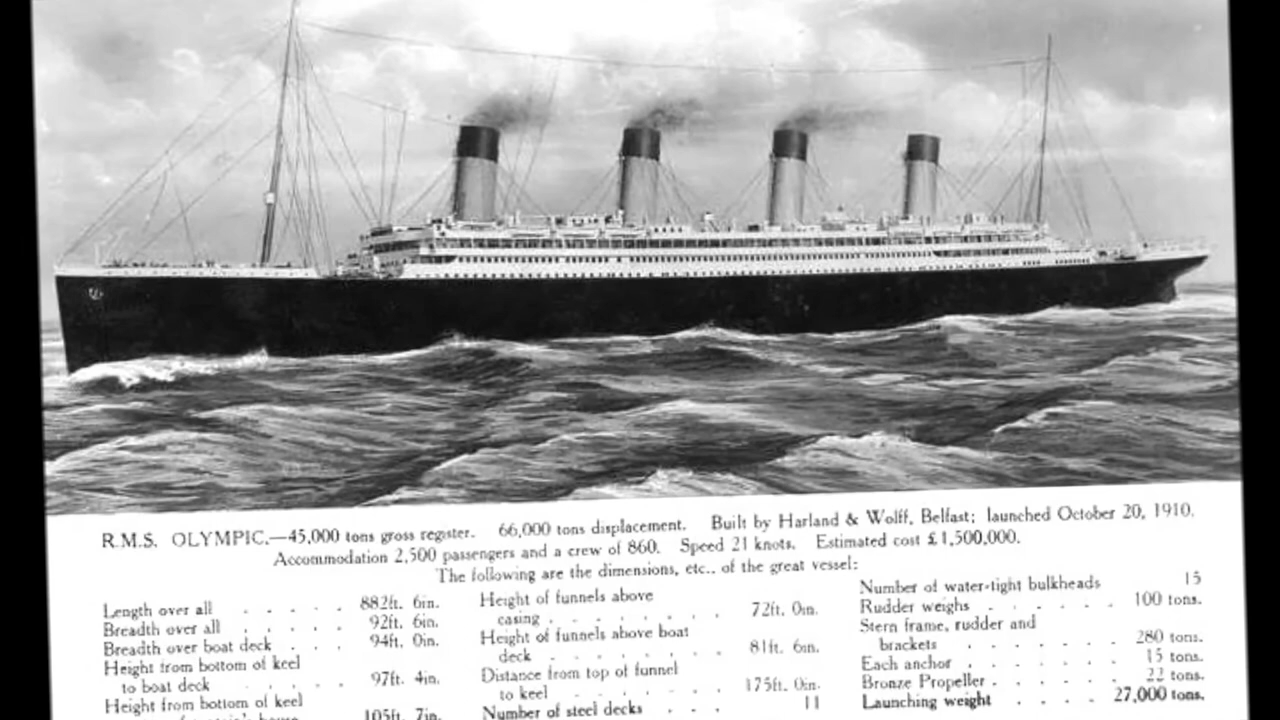 R.M.S. OLYMPIC.—45,000 tons gross register. 66,000 tons displacement. Built by Harland & Wolff, Belfast; launched October 20, 1910.
Accommodation 2,500 passengers and a crew of 860. Speed 21 knots. Estimated cost £1,500,000.
The following are the dimensions, etc.. of the great vessel:
Length over all . . . . . 882ft. 6in.
Breadth over all . . . . . 92ft. 6in.
Breadth over boat deck . . . . 94ft. 0in.
Height from bottom of keel
to boat deck . . . . . 97ft. 4in.
Height from bottom of keel
house 105ft. 7in.
Height of funnels above
casing . . . . . . . 72ft. 0in.
Height of funnels above boat
deck . . . . . . . 81ft. 6in.
Distance from top of funnel
to keel . . . . . . 175ft. 0in.
Number of steel decks . . . 11
Number of water-tight bulkheads 15
Rudder weighs . . . . . . 100 tons.
Stern frame, rudder and
brackets . . . . . . 280 tons.
Each anchor . . . . . . 15 tons.
Bronze Propeller . . . . . . 22 tons.
Launching weight . . . . 27,000 tons.